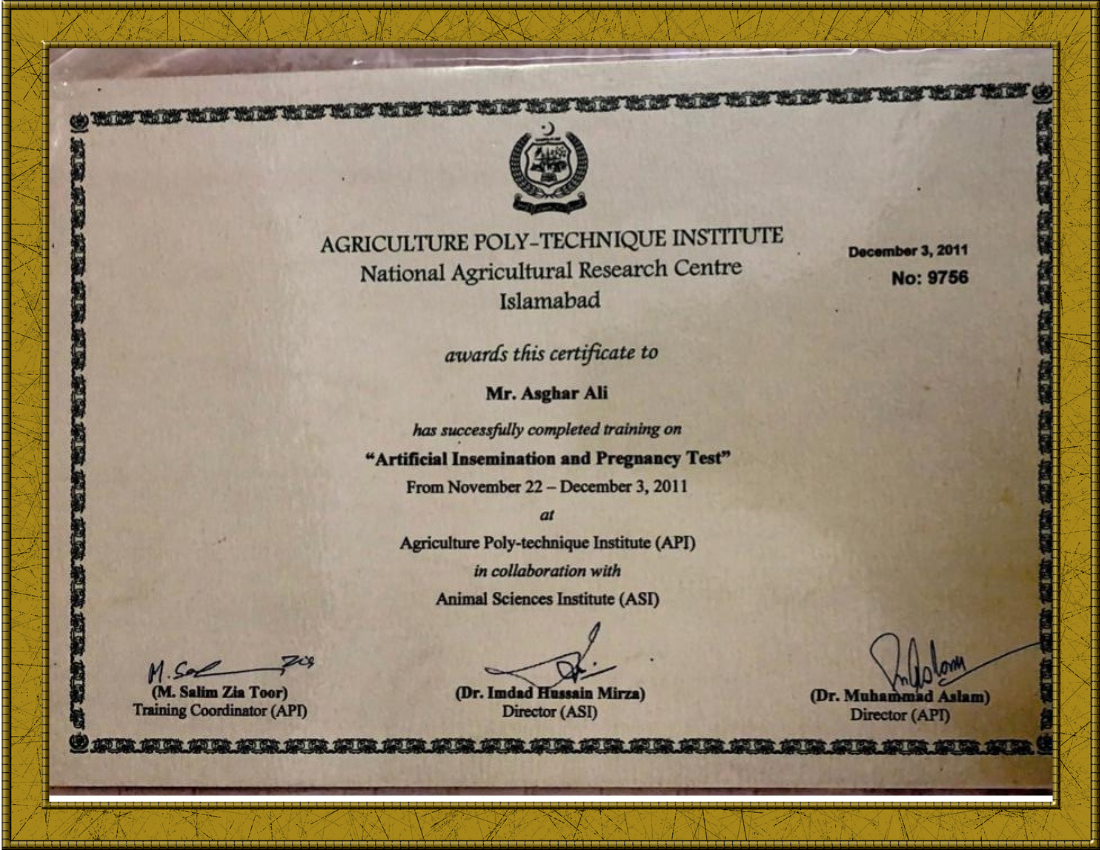 AGRICULTURE POLY-TECHNIQUE INSTITUTE
National Agricultural Research Centre
Islamabad
December 3, 2011
No: 9756
awards this certificate to
Mr. Asghar Ali
has successfully completed training on
“Artificial Insemination and Pregnancy Test”
From November 22 – December 3, 2011
at
Agriculture Poly-technique Institute (API)
in collaboration with
Animal Sciences Institute (ASI)
(M. Salim Zia Toor)
Training Coordinator (API)
(Dr. Imdad Hussain Mirza)
Director (ASI)
(Dr. Muhammad Aslam)
Director (API)